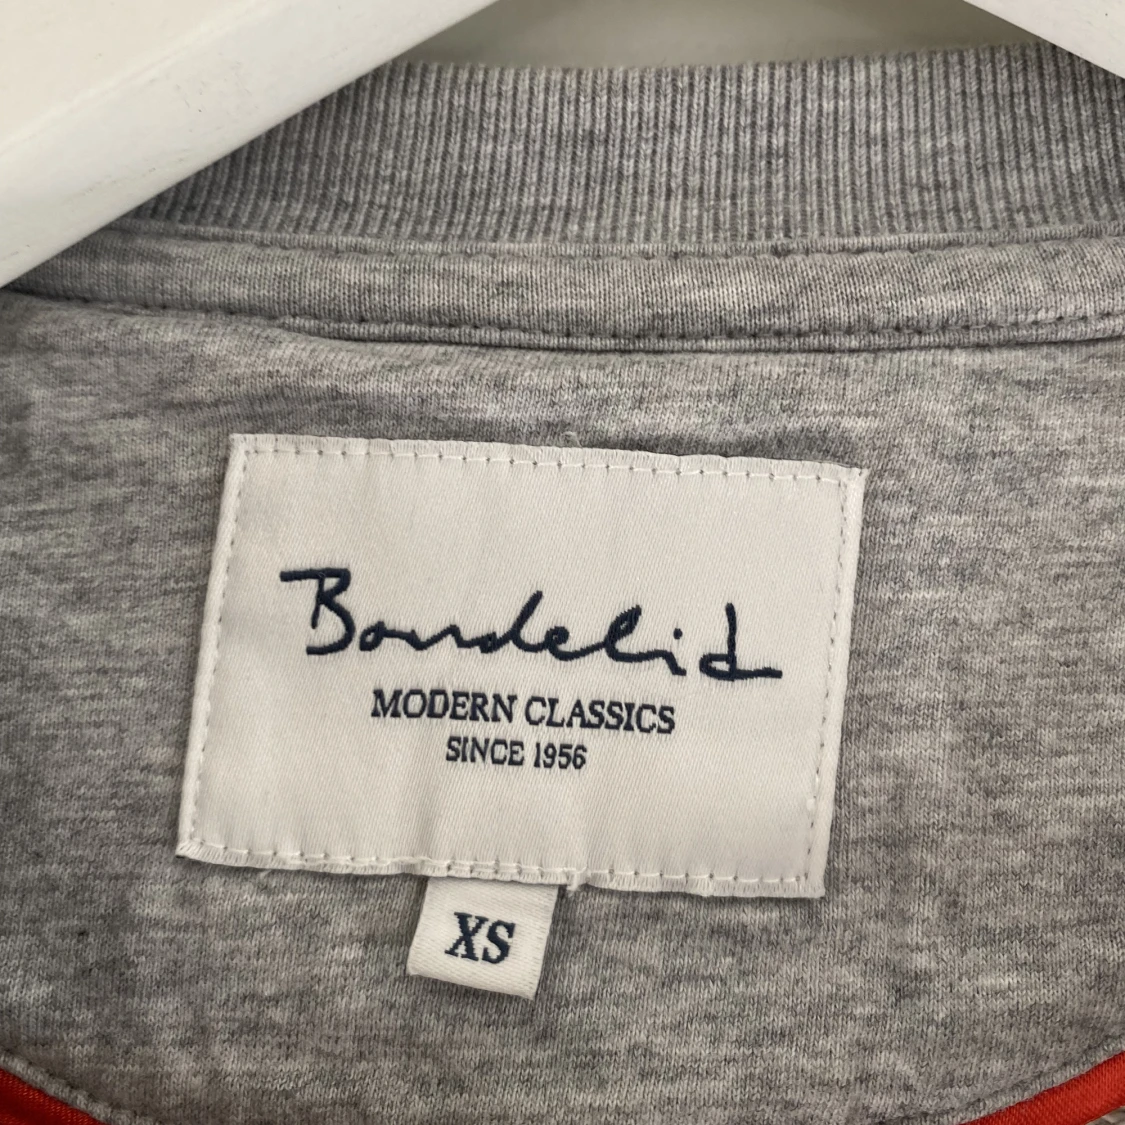 Bondelid
MODERN CLASSICS
SINCE 1956
XS